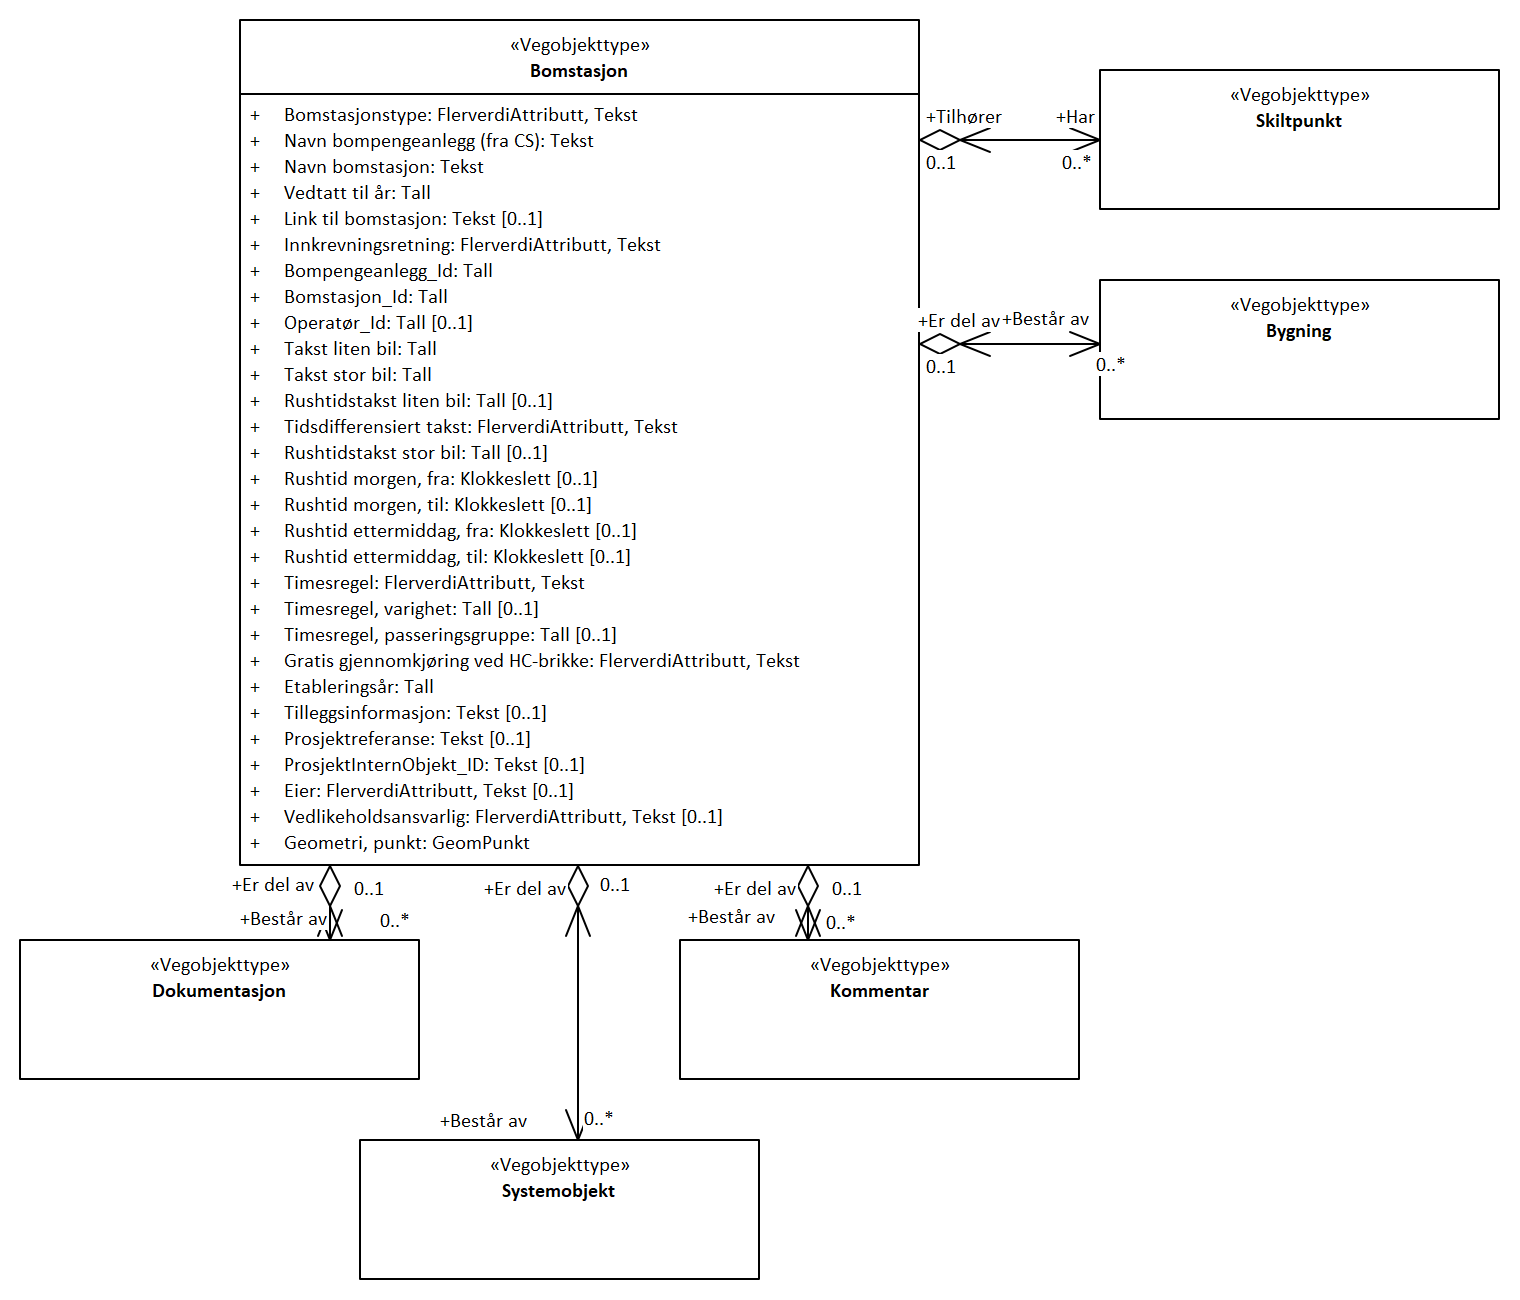 «Vegobjekttype»
Bomstasjon
+ Bomstasjonstype: FlerverdiAttributt, Tekst
+ Navn bompengeanlegg (fra CS): Tekst
+ Navn bomstasjon: Tekst
+ Vedtatt til år: Tall
+ Link til bomstasjon: Tekst [0..1]
+ Innkrevningsretning: FlerverdiAttributt, Tekst
+ Bompengeanlegg_Id: Tall
+ Bomstasjon_Id: Tall
+ Operatør_Id: Tall [0..1]
+ Takst liten bil: Tall
+ Takst stor bil: Tall
+ Rushtidstakst liten bil: Tall [0..1]
+ Tidsdifferensiert takst: FlerverdiAttributt, Tekst
+ Rushtidstakst stor bil: Tall [0..1]
+ Rushtid morgen, fra: Klokkeslett [0..1]
+ Rushtid morgen, til: Klokkeslett [0..1]
+ Rushtid ettermiddag, fra: Klokkeslett [0..1]
+ Rushtid ettermiddag, til: Klokkeslett [0..1]
+ Timesregel: FlerverdiAttributt, Tekst
+ Timesregel, varighet: Tall [0..1]
+ Timesregel, passeringsgruppe: Tall [0..1]
+ Gratis gjennomkjøring ved HC-brikke: FlerverdiAttributt, Tekst
+ Etableringsår: Tall
+ Tilleggsinformasjon: Tekst [0..1]
+ Prosjektreferanse: Tekst [0..1]
+ ProsjektInternObjekt_ID: Tekst [0..1]
+ Eier: FlerverdiAttributt, Tekst [0..1]
+ Vedlikeholdsansvarlig: FlerverdiAttributt, Tekst [0..1]
+ Geometri, punkt: GeomPunkt
+Tilhører +Har
0..1 0..*
«Vegobjekttype»
Skiltpunkt
+Er del av +Består av
0..1 0..*
«Vegobjekttype»
Bygning
+Er del av 0..1
+Består av 0..*
«Vegobjekttype»
Dokumentasjon
+Er del av 0..1
+Består av 0..*
«Vegobjekttype»
Systemobjekt
+Er del av 0..1
+Består av 0..*
«Vegobjekttype»
Kommentar